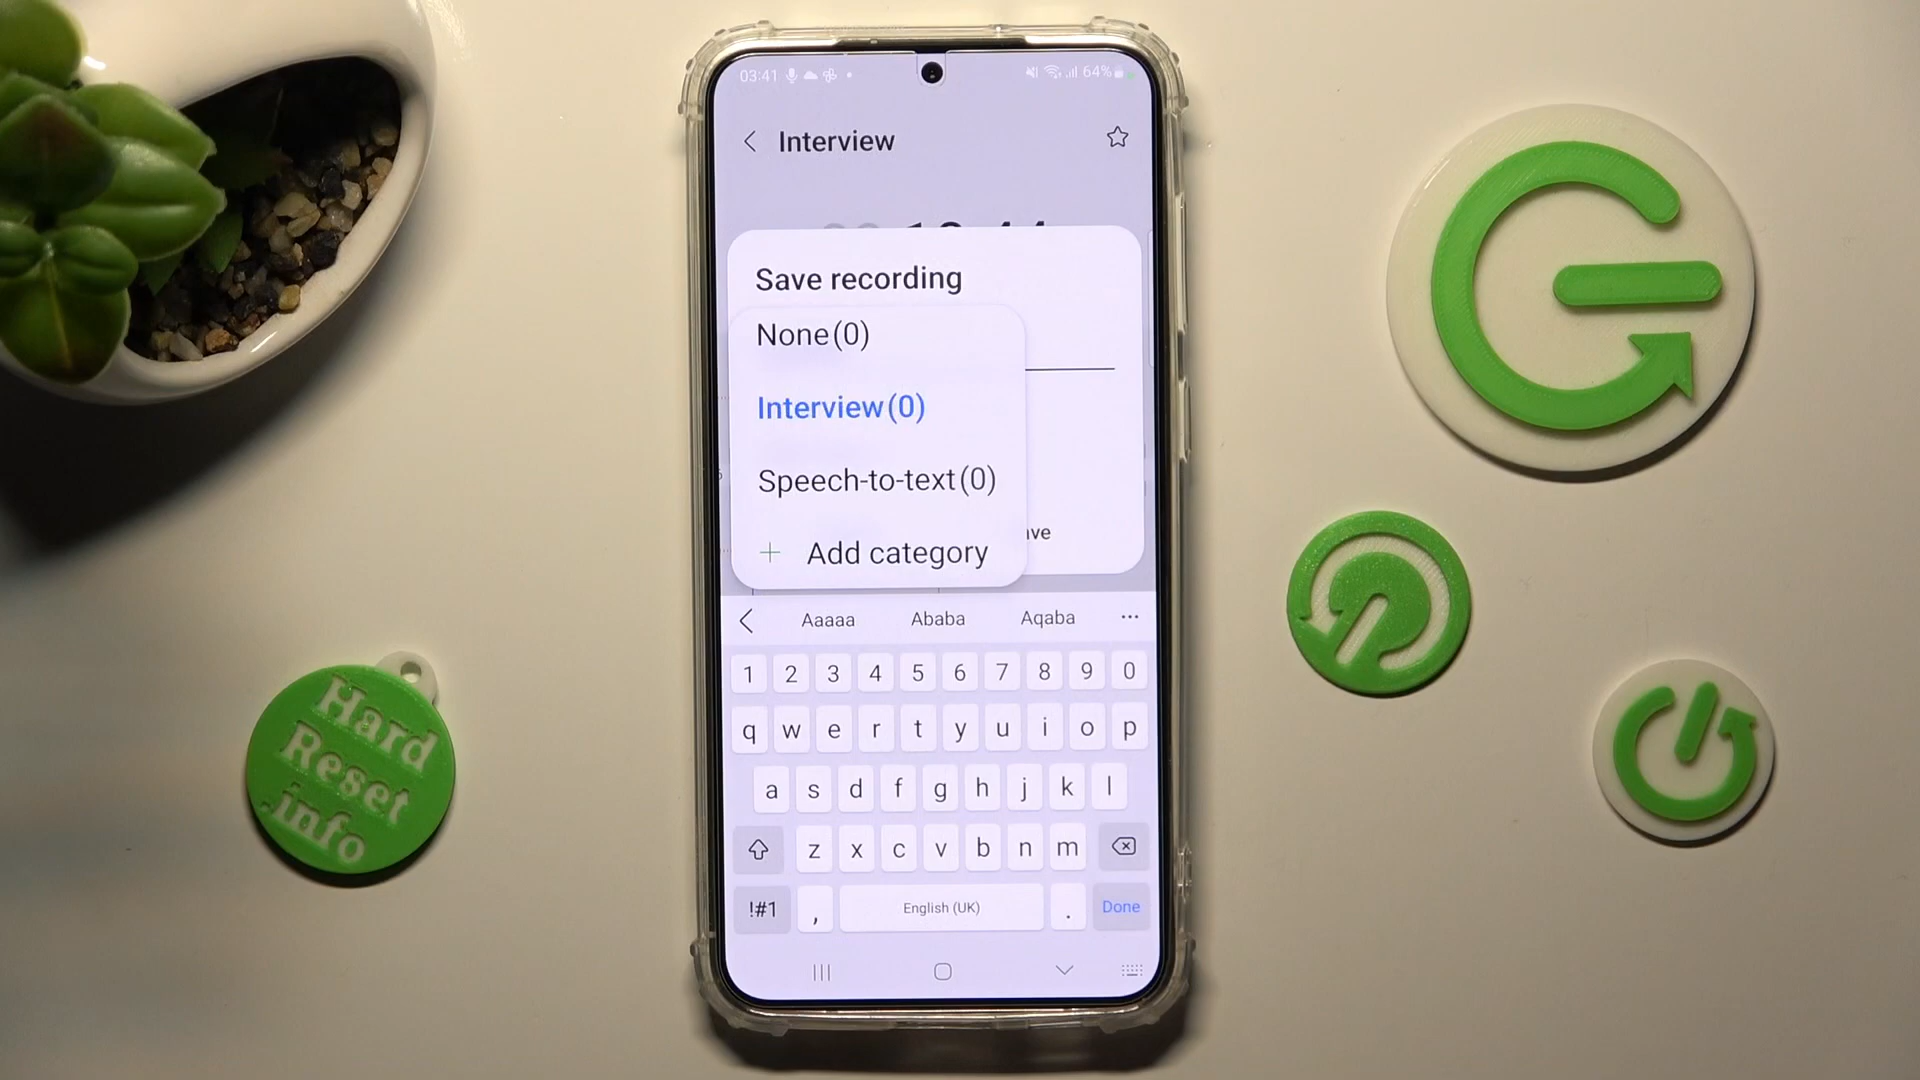 03:41
64%
Interview
Save recording
None(0)
Interview(0)
Speech-to-text(0)
+ Add category
Aaaaa Ababa Aqaba ...
1 2 3 4 5 6 7 8 9 0
q w e r t y u i o p
a s d f g h j k l
z x c v b n m
!#1 , English (UK) . Done
Hard
Reset
.info